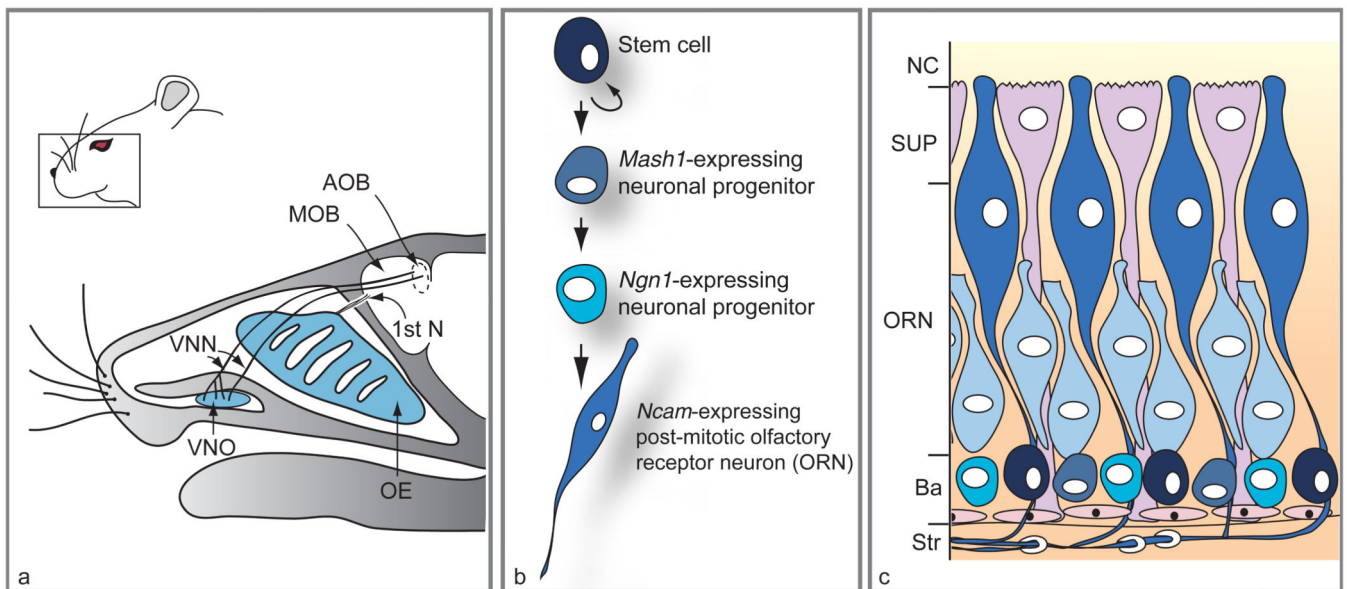 AOB
MOB
1st N
VNN
VNO
OE
a
Stem cell
Mash1-expressing
neuronal progenitor
Ngn1-expressing
neuronal progenitor
Ncam-expressing
post-mitotic olfactory
receptor neuron (ORN)
b
NC
SUP
ORN
Ba
Str
c